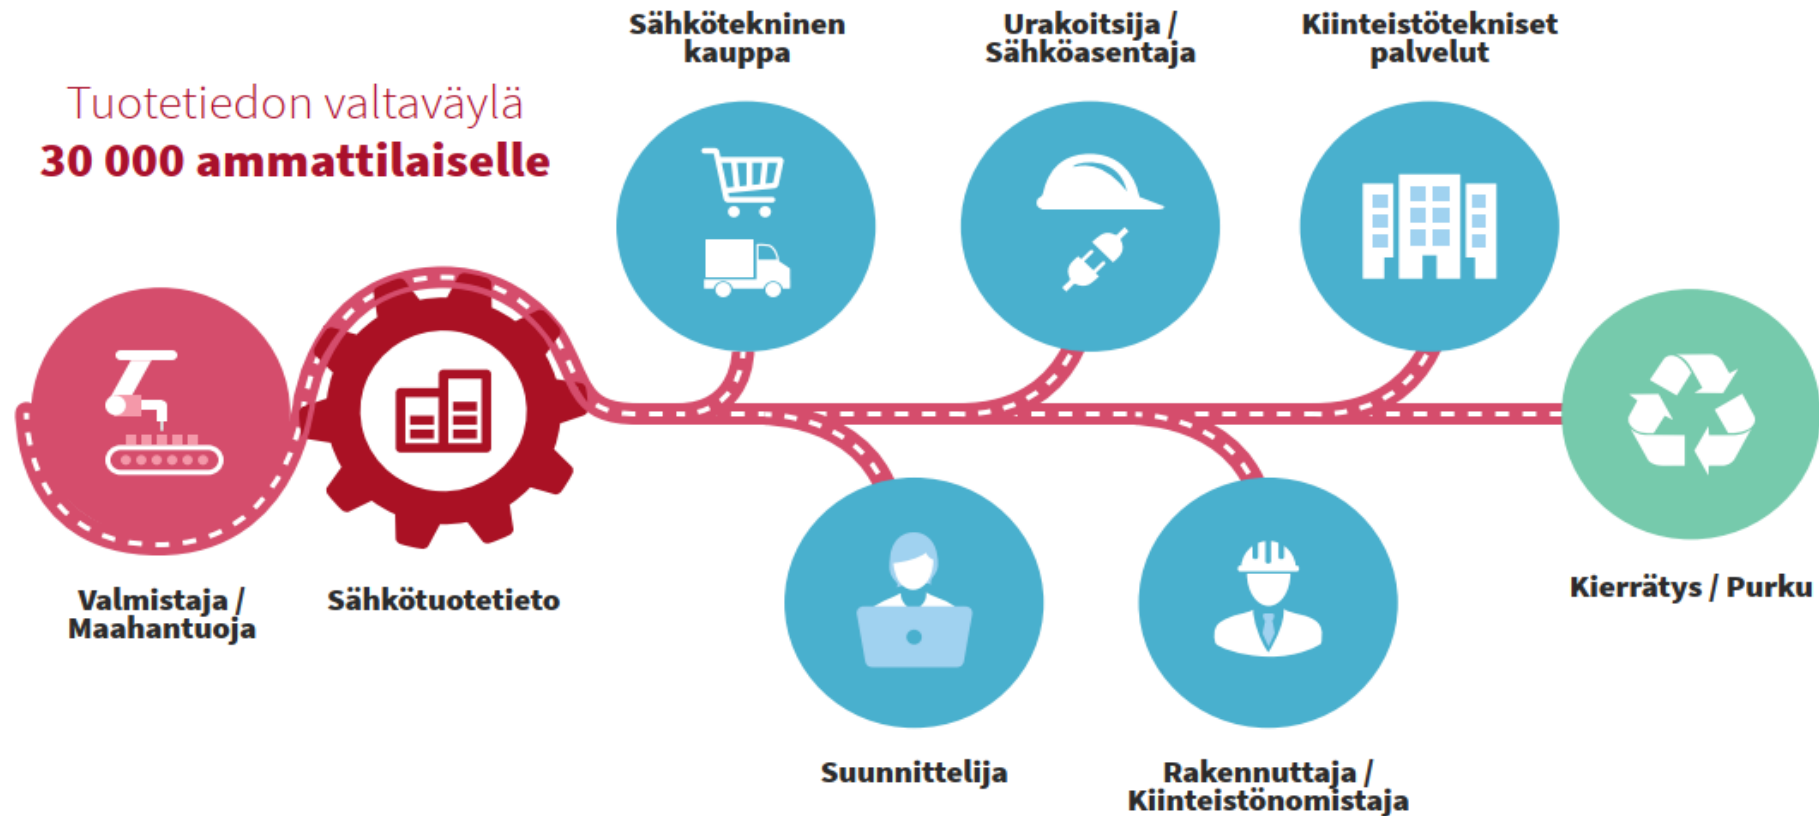 Tuotetiedon valtaväylä
30 000 ammattilaiselle
Sähkötekninen
kauppa
Urakoitsija /
Sähköasentaja
Kiinteistötekniset
palvelut
Valmistaja /
Maahantuoja
Sähkötuotetieto
Kierrätys / Purku
Suunnittelija
Rakennuttaja /
Kiinteistönomistaja